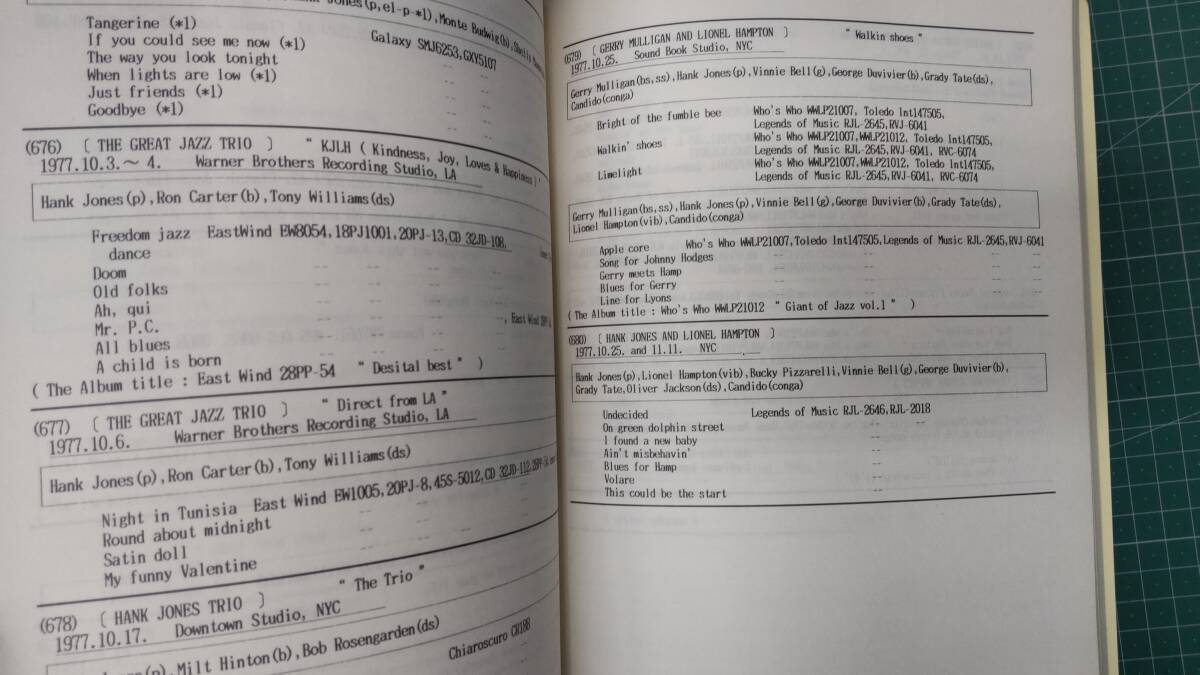 Jones(p,el-p-*1),Monte Budwig(b),Shelly
Tangerine (*1)
If you could see me now (*1) Galaxy SMJ6253,GXY5107
The way you look tonight -- --
When lights are low (*1) -- --
Just friends (*1) -- --
Goodbye (*1) -- --
(676) [ THE GREAT JAZZ TRIO ] " KJLH ( Kindness, Joy, Loves & Happiness )"
1977.10.3.～ 4. Warner Brothers Recording Studio, LA
Hank Jones(p),Ron Carter(b),Tony Williams(ds)
Freedom jazz EastWind EW8054,18PJ1001,20PJ-13,CD 32JD-108,
dance
Doom -- -- --
Old folks -- -- --
Ah, qui -- -- --
Mr. P.C. -- -- --, East Wind
All blues -- -- --
A child is born -- -- --
( The Album title : East Wind 28PP-54 " Desital best " )
(677) [ THE GREAT JAZZ TRIO ] " Direct from LA "
1977.10.6. Warner Brothers Recording Studio, LA
Hank Jones(p),Ron Carter(b),Tony Williams(ds)
Night in Tunisia East Wind EW1005,20PJ-8,45S-5012,CD 32JD-112,28PP-54
Round about midnight -- -- --
Satin doll -- -- --
My funny Valentine -- -- --
(678) [ HANK JONES TRIO ] " The Trio "
1977.10.17. Downtown Studio, NYC
Jones(p),Milt Hinton(b),Bob Rosengarden(ds)
Chiaroscuro CR188
(679) [ GERRY MULLIGAN AND LIONEL HAMPTON ] " Walkin shoes "
1977.10.25. Sound Book Studio, NYC
Gerry Mulligan(bs,ss),Hank Jones(p),Vinnie Bell(g),George Duvivier(b),Grady Tate(ds),
Candido(conga)
Bright of the fumble bee Who's Who WWLP21007, Toledo Intl47505,
Legends of Music RJL-2645,RVJ-6041
Walkin' shoes Who's Who WWLP21007,WWLP21012, Toledo Intl47505,
Legends of Music RJL-2645,RVJ-6041, RVC-6074
Limelight Who's Who WWLP21007,WWLP21012, Toledo Intl47505,
Legends of Music RJL-2645,RVJ-6041, RVC-6074
Gerry Mulligan(bs,ss),Hank Jones(p),Vinnie Bell(g),George Duvivier(b),Grady Tate(ds),
Lionel Hampton(vib),Candido(conga)
Apple core Who's Who WWLP21007,Toledo Intl47505,Legends of Music RJL-2645,RVJ-6041
Song for Johnny Hodges -- -- -- --
Gerry meets Hamp -- -- -- --
Blues for Gerry -- -- -- --
Line for Lyons -- -- -- --
( The Album title : Who's Who WWLP21012 " Giant of Jazz vol.1 " )
(680) [ HANK JONES AND LIONEL HAMPTON ]
1977.10.25. and 11.11. NYC
Hank Jones(p),Lionel Hampton(vib),Bucky Pizzarelli,Vinnie Bell(g),George Duvivier(b),
Grady Tate,Oliver Jackson(ds),Candido(conga)
Undecided Legends of Music RJL-2646,RJL-2018
On green dolphin street -- --
I found a new baby --
Ain't misbehavin' --
Blues for Hamp --
Volare --
This could be the start --